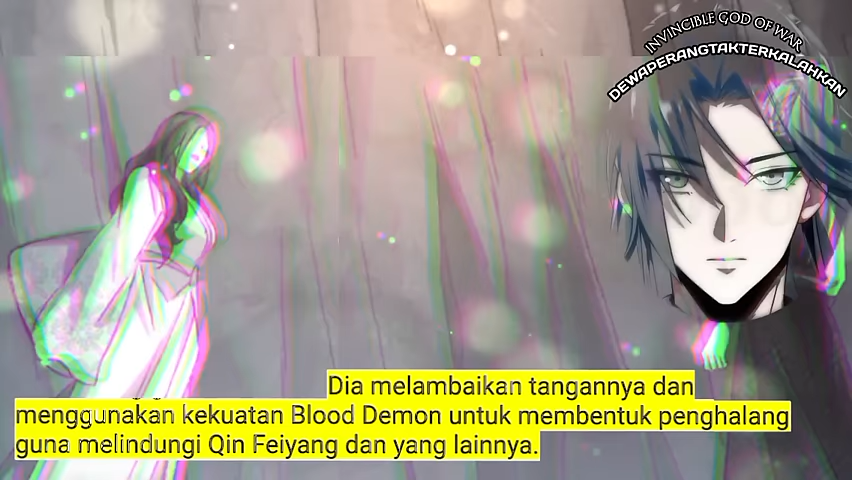 INVINCIBLE GOD OF WAR
DEWAPERANGTAKTERKALAHKAN
Dia melambaikan tangannya dan
menggunakan kekuatan Blood Demon untuk membentuk penghalang
guna melindungi Qin Feiyang dan yang lainnya.